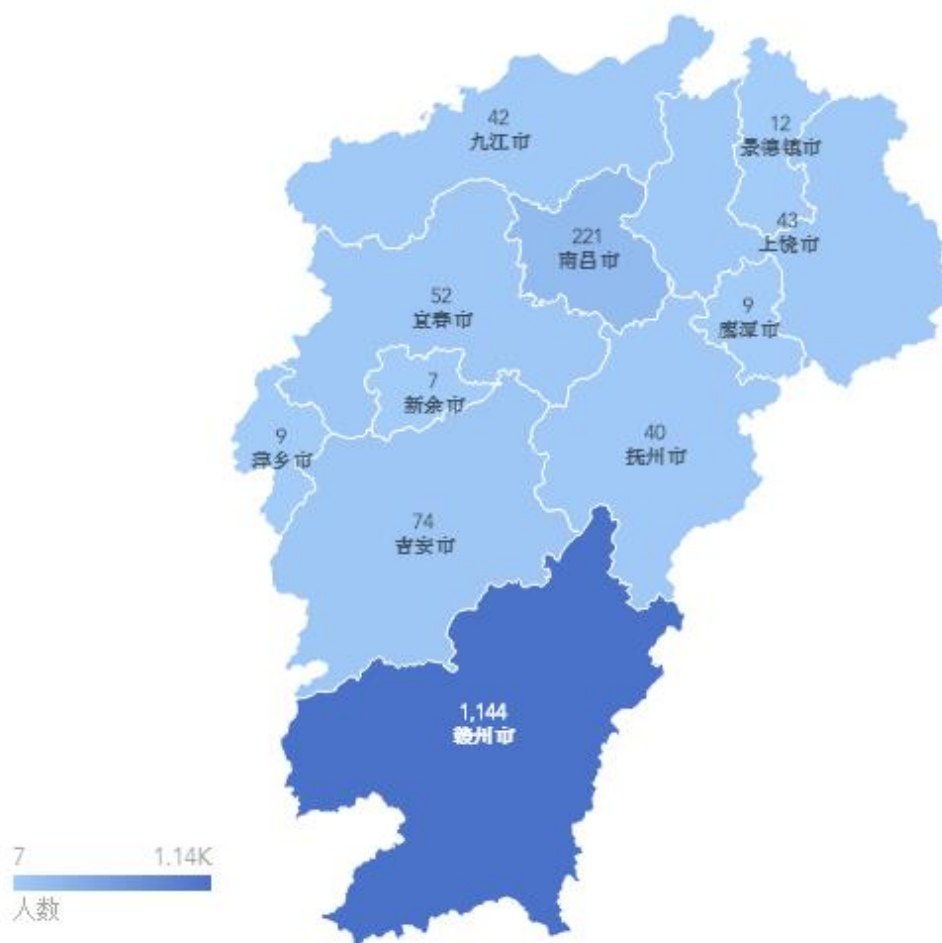 42
九江市
12
景德镇市
43
上饶市
221
南昌市
52
宜春市
9
鹰潭市
7
新余市
9
萍乡市
40
抚州市
74
吉安市
1,144
赣州市
7 1.14K
人数